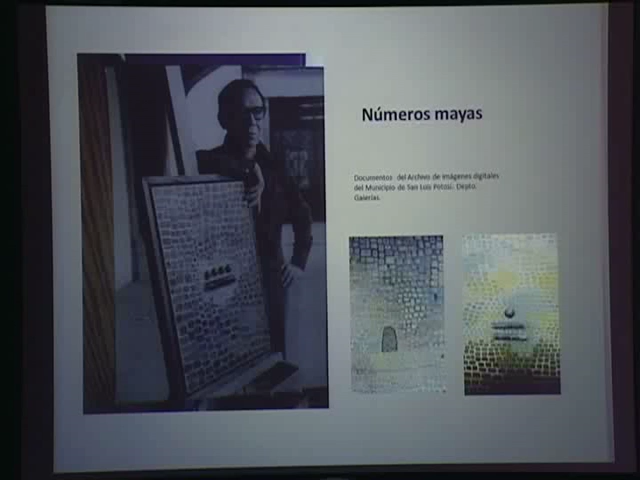 Números mayas
Documentos del Archivo de imágenes digitales
del Municipio de San Luis Potosí. Depto.
Galerías.